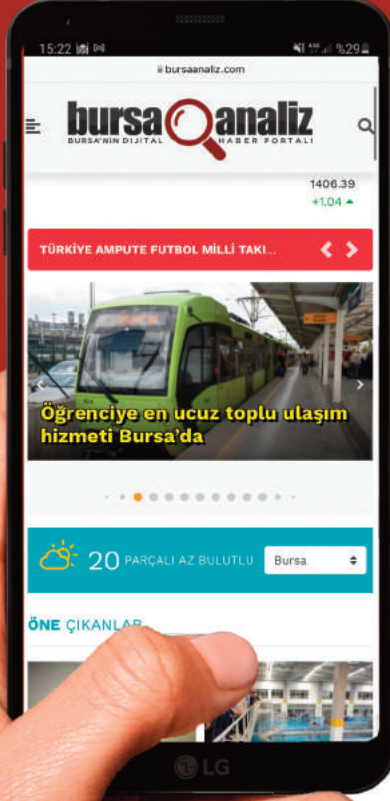 15:22 %29
bursaanaliz.com
bursa analiz
BURSA'NIN DİJİTAL HABER PORTALI
1406.39
+1.04
TÜRKİYE AMPUTE FUTBOL MİLLİ TAKI...
Öğrenciye en ucuz toplu ulaşım
hizmeti Bursa'da
20 PARÇALI AZ BULUTLU Bursa
ÖNE ÇIKANLAR
LG